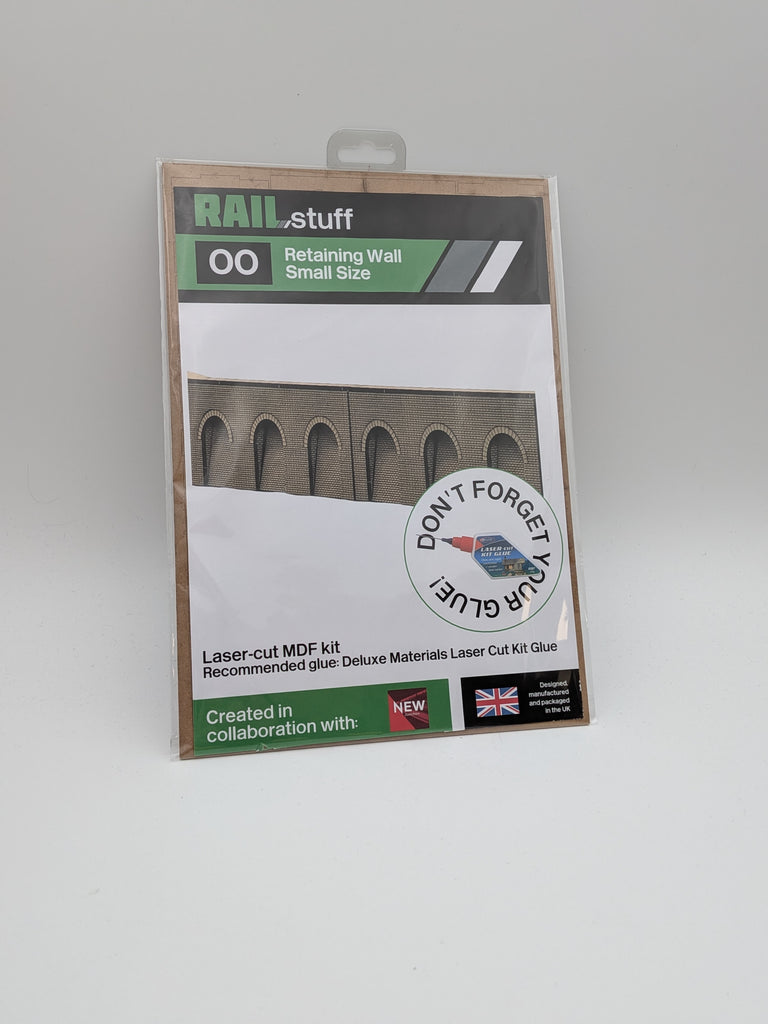 RAIL stuff
OO
Retaining Wall
Small Size
DON'T FORGET YOUR GLUE!
LASER-CUT
KIT GLUE
Laser-cut MDF kit
Recommended glue: Deluxe Materials Laser Cut Kit Glue
Created in
collaboration with:
NEW
Designed,
manufactured
and packaged
in the UK